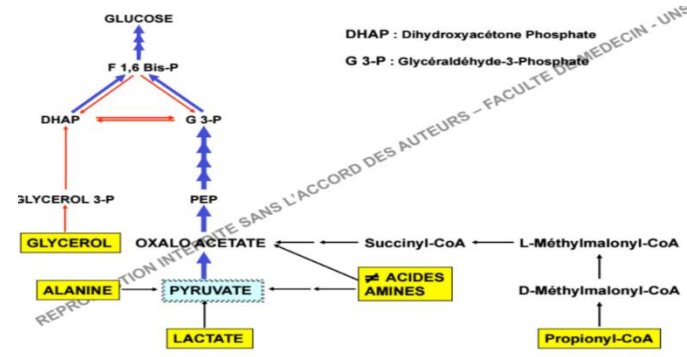 GLUCOSE
DHAP : Dihydroxyacétone Phosphate
G 3-P : Glycéraldéhyde-3-Phosphate
F 1,6 Bis-P
DHAP
G 3-P
GLYCEROL 3-P
PEP
GLYCEROL
OXALO ACETATE
Succinyl-CoA
L-Méthylmalonyl-CoA
ALANINE
PYRUVATE
≠ ACIDES
AMINES
D-Méthylmalonyl-CoA
LACTATE
Propionyl-CoA
REPRODUCTION INTERDITE SANS L'ACCORD DES AUTEURS – FACULTE DE MEDECIN - UNS